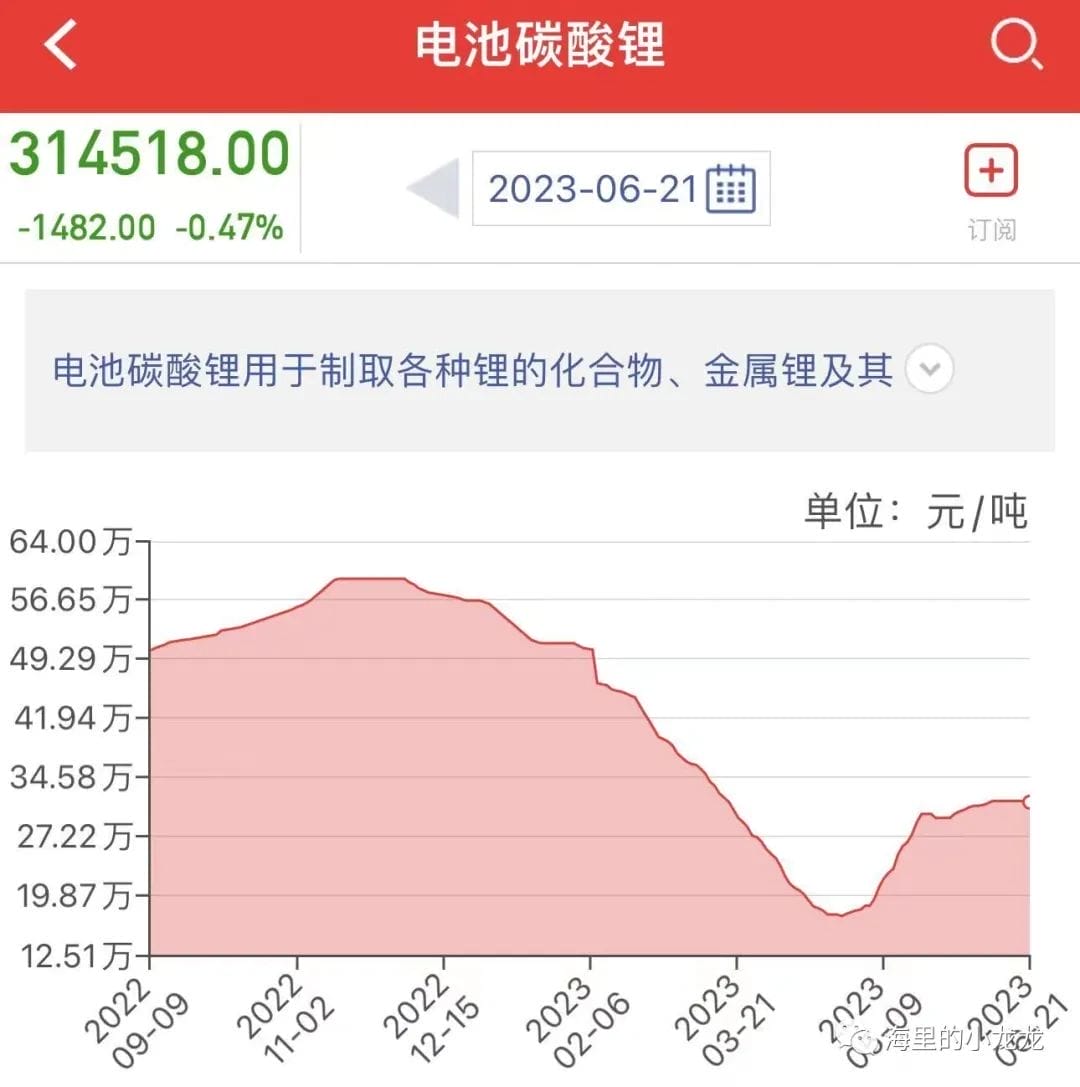 电池碳酸锂
314518.00
-1482.00 -0.47%
2023-06-21
订阅
电池碳酸锂用于制取各种锂的化合物、金属锂及其
单位：元/吨
64.00万
56.65万
49.29万
41.94万
34.58万
27.22万
19.87万
12.51万
2022
09-09
2022
11-02
2022
12-15
2023
02-06
2023
03-21
2023
2023
海里的小龙龙